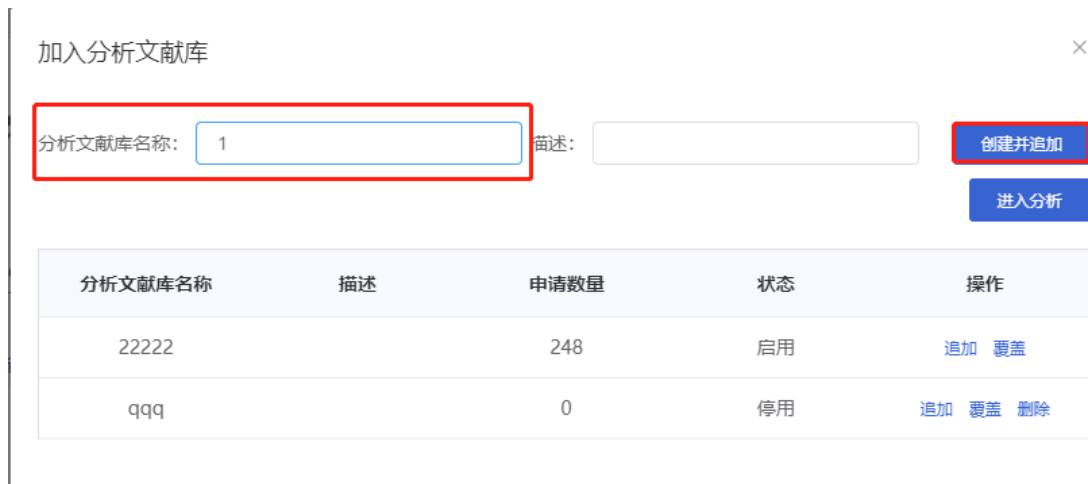 加入分析文献库 ×
分析文献库名称： 1 描述： 创建并追加
进入分析
分析文献库名称 描述 申请数量 状态 操作
22222 248 启用 追加 覆盖
qqq 0 停用 追加 覆盖 删除